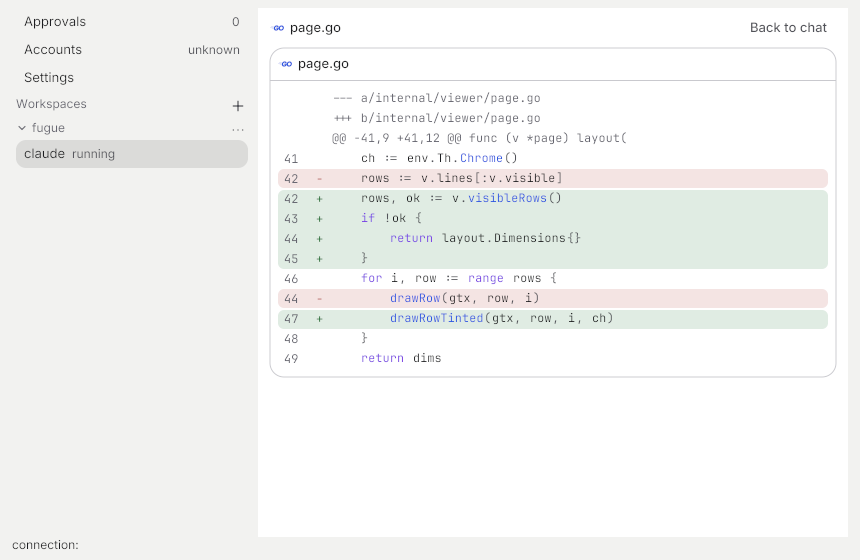 Approvals 0
Accounts unknown
Settings
Workspaces +
fugue ...
claude running
connection:
GO page.go Back to chat
GO page.go
--- a/internal/viewer/page.go
+++ b/internal/viewer/page.go
@@ -41,9 +41,12 @@ func (v *page) layout(
41 ch := env.Th.Chrome()
42 - rows := v.lines[:v.visible]
42 + rows, ok := v.visibleRows()
43 + if !ok {
44 + return layout.Dimensions{}
45 + }
46 for i, row := range rows {
44 - drawRow(gtx, row, i)
47 + drawRowTinted(gtx, row, i, ch)
48 }
49 return dims